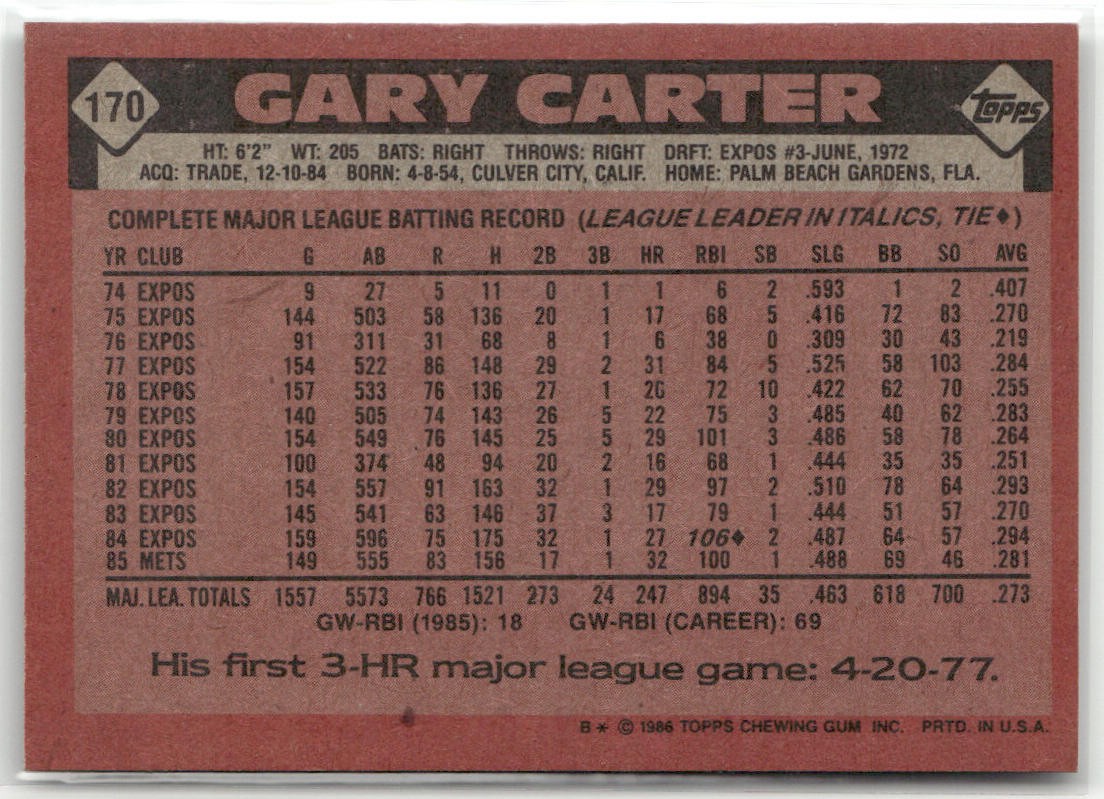 170 GARY CARTER Topps
HT: 6'2" WT: 205 BATS: RIGHT THROWS: RIGHT DRFT: EXPOS #3-JUNE, 1972
ACQ: TRADE, 12-10-84 BORN: 4-8-54, CULVER CITY, CALIF. HOME: PALM BEACH GARDENS, FLA.
COMPLETE MAJOR LEAGUE BATTING RECORD (LEAGUE LEADER IN ITALICS, TIE♦)
YR CLUB G AB R H 2B 3B HR RBI SB SLG BB SO AVG
74 EXPOS 9 27 5 11 0 1 1 6 2 .593 1 2 .407
75 EXPOS 144 503 58 136 20 1 17 68 5 .416 72 83 .270
76 EXPOS 91 311 31 68 8 1 6 38 0 .309 30 43 .219
77 EXPOS 154 522 86 148 29 2 31 84 5 .525 58 103 .284
78 EXPOS 157 533 76 136 27 1 20 72 10 .422 62 70 .255
79 EXPOS 140 505 74 143 26 5 22 75 3 .485 40 62 .283
80 EXPOS 154 549 76 145 25 5 29 101 3 .486 58 78 .264
81 EXPOS 100 374 48 94 20 2 16 68 1 .444 35 35 .251
82 EXPOS 154 557 91 163 32 1 29 97 2 .510 78 64 .293
83 EXPOS 145 541 63 146 37 3 17 79 1 .444 51 57 .270
84 EXPOS 159 596 75 175 32 1 27 106♦ 2 .487 64 57 .294
85 METS 149 555 83 156 17 1 32 100 1 .488 69 46 .281
MAJ. LEA. TOTALS 1557 5573 766 1521 273 24 247 894 35 .463 618 700 .273
GW-RBI (1985): 18 GW-RBI (CAREER): 69
His first 3-HR major league game: 4-20-77.
B * © 1986 TOPPS CHEWING GUM INC. PRTD. IN U.S.A.